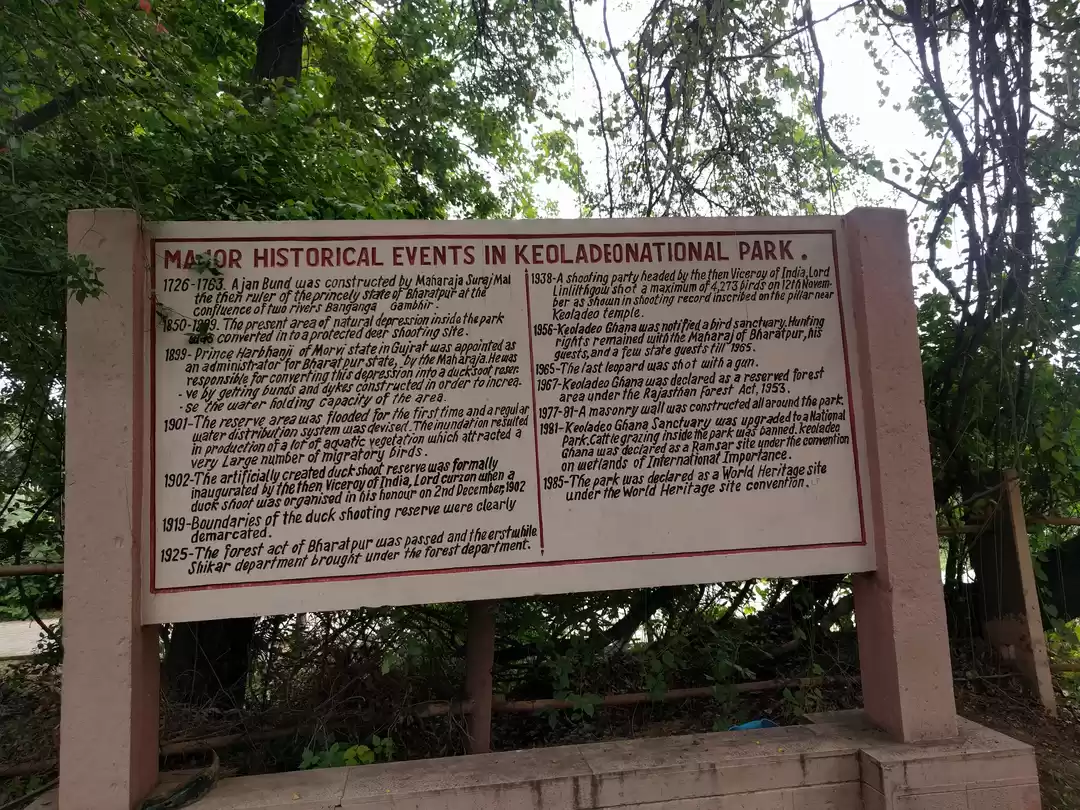 MAJOR HISTORICAL EVENTS IN KEOLADEONATIONAL PARK .
1726-1763. Ajan Bund was constructed by Maharaja Suraj Mal
the then ruler of the princely state of Bharatpur at the
confluence of two rivers Banganga Gambhir.
1850-1899. The present area of natural depression inside the park
was converted in to a protected deer shooting site.
1899- Prince Harbhanji of Morvi state in Gujrat was appointed as
an administrator for Bharatpur state, by the Maharaja. He was
responsible for converting this depression into a duckshoot reser
-ve by getting bunds and dykes constructed in order to increa-
-se the water holding capacity of the area.
1901-The reserve area was flooded for the first time and a regular
water distribution system was devised. The inundation resulted
in production of a lot of aquatic vegetation which attracted a
very Large number of migratory birds.
1902-The artificially created duck shoot reserve was formally
inaugurated by the then Viceroy of India, Lord curzon when a
duck shoot was organised in his honour on 2nd December, 1902
1919-Boundaries of the duck shooting reserve were clearly
demarcated.
1925-The forest act of Bharatpur was passed and the erstwhile
Shikar department brought under the forest department.
1938-A shooting party headed by the then Viceroy of India, Lord
Linlithgow shot a maximum of 4,273 birds on 12th Novem-
ber as shown in shooting record inscribed on the pillar near
Keoladeo temple.
1956-Keoladeo Ghana was notified a bird sanctuary. Hunting
rights remained with the Maharaj of Bharatpur, his
guests, and a few state guests till 1965.
1965-The last leopard was shot with a gun.
1967-Keoladeo Ghana was declared as a reserved forest
area under the Rajasthan Forest Act, 1953.
1977-81-A masonry wall was constructed all around the park.
1981-Keoladeo Ghana Sanctuary was upgraded to a National
Park. Cattle grazing inside the park was banned. keoladeo
Ghana was declared as a Ramsar site under the convention
on wetlands of International Importance.
1985-The park was declared as a World Heritage site
under the World Heritage site convention.